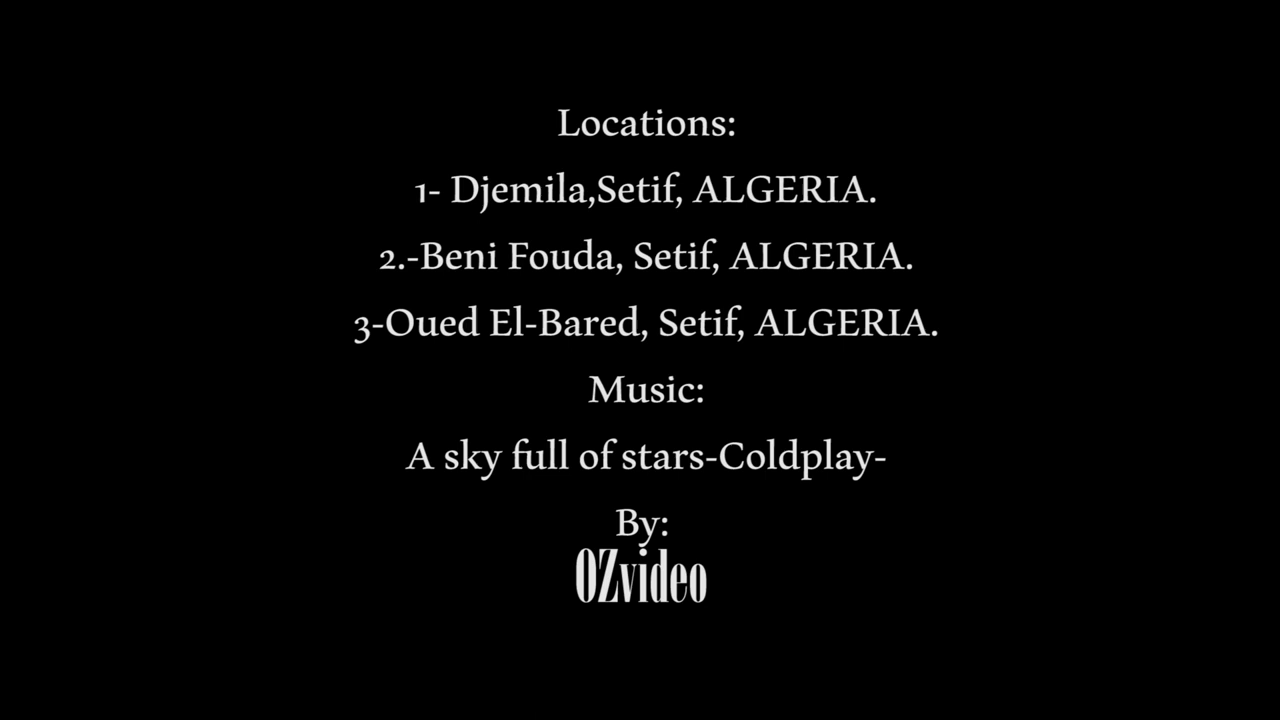 Locations:
1- Djemila,Setif, ALGERIA.
2.-Beni Fouda, Setif, ALGERIA.
3-Oued El-Bared, Setif, ALGERIA.
Music:
A sky full of stars-Coldplay-
By:
OZvideo